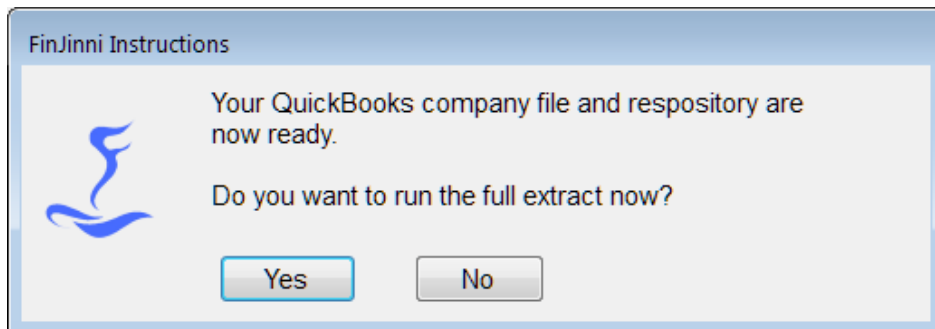 FinJinni Instructions
Your QuickBooks company file and respository are
now ready.
Do you want to run the full extract now?
Yes No